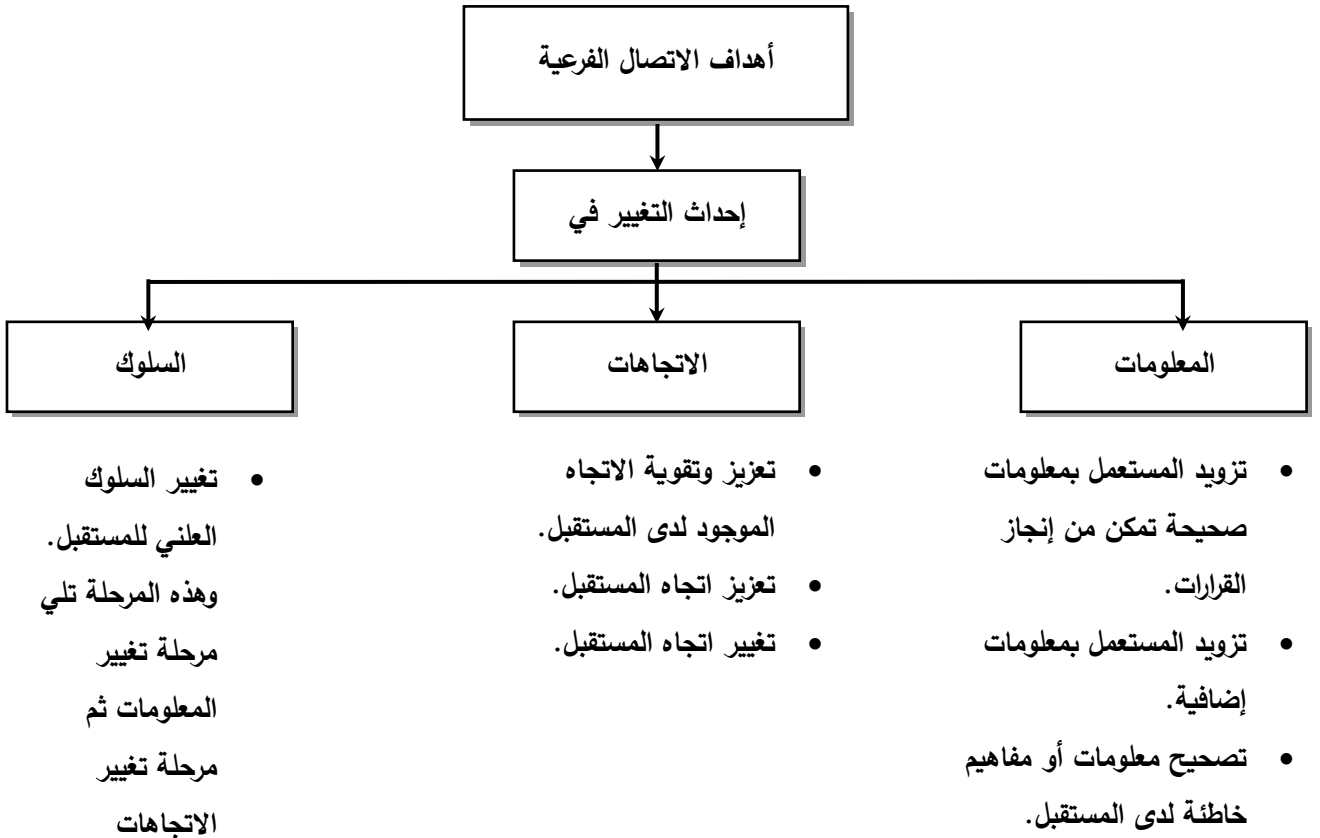 أهداف الاتصال الفرعية
إحداث التغيير في
المعلومات
الاتجاهات
السلوك
• تزويد المستعمل بمعلومات
صحيحة تمكن من إنجاز
القرارات.
• تزويد المستعمل بمعلومات
إضافية.
• تصحيح معلومات أو مفاهيم
خاطئة لدى المستقبل.
• تعزيز وتقوية الاتجاه
الموجود لدى المستقبل.
• تعزيز اتجاه المستقبل.
• تغيير اتجاه المستقبل.
• تغيير السلوك
العلني للمستقبل.
وهذه المرحلة تلي
مرحلة تغيير
المعلومات ثم
مرحلة تغيير
الاتجاهات